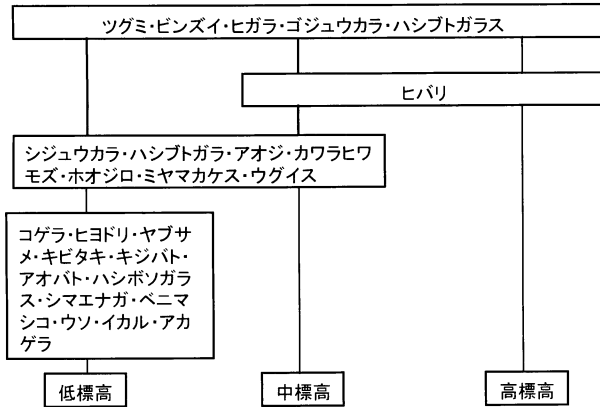 ツグミ・ビンズイ・ヒガラ・ゴジュウカラ・ハシブトガラス
ヒバリ
シジュウカラ・ハシブトガラ・アオジ・カワラヒワ
モズ・ホオジロ・ミヤマカケス・ウグイス
コゲラ・ヒヨドリ・ヤブサ
メ・キビタキ・キジバト・
アオバト・ハシボソガラ
ス・シマエナガ・ベニマ
シコ・ウソ・イカル・アカ
ゲラ
低標高
中標高
高標高